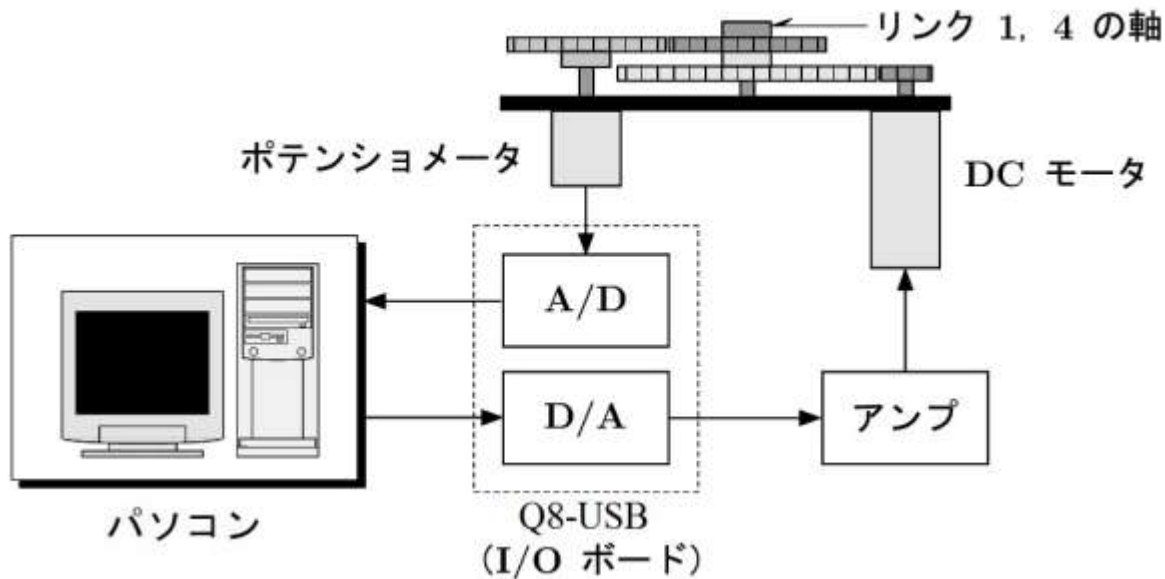 リンク 1, 4 の軸
ポテンショメータ
DC モータ
A/D
D/A
アンプ
パソコン
Q8-USB
(I/O ボード)